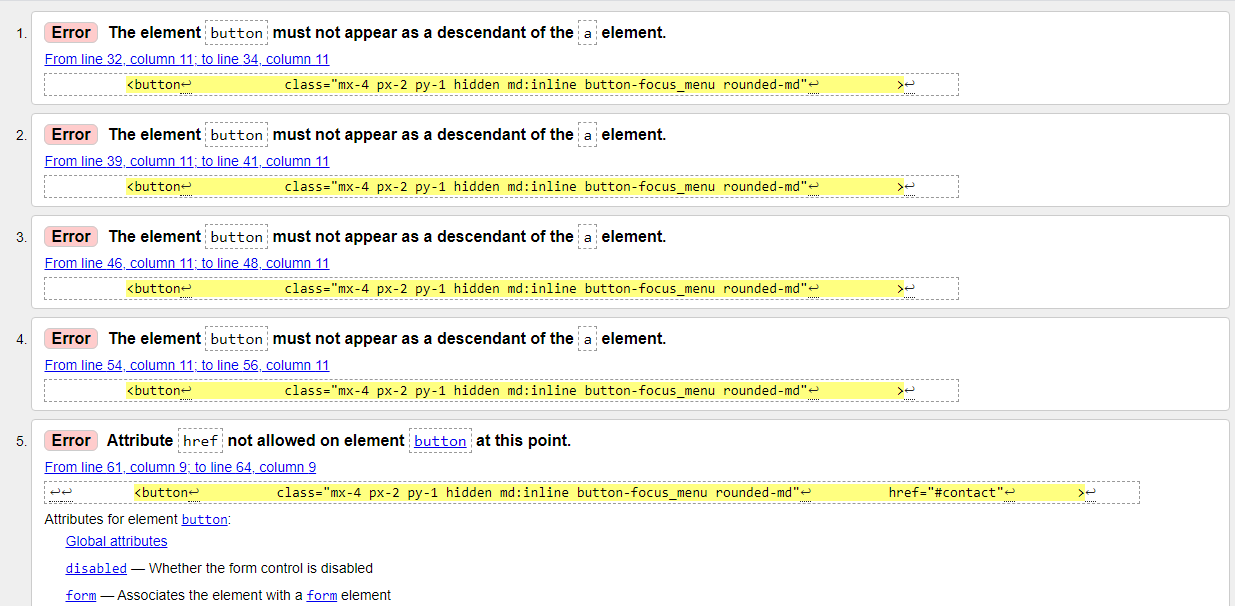 1. Error The element button must not appear as a descendant of the a element.
From line 32, column 11; to line 34, column 11
<button↩ class="mx-4 px-2 py-1 hidden md:inline button-focus_menu rounded-md"↩ >↩
2. Error The element button must not appear as a descendant of the a element.
From line 39, column 11; to line 41, column 11
<button↩ class="mx-4 px-2 py-1 hidden md:inline button-focus_menu rounded-md"↩ >↩
3. Error The element button must not appear as a descendant of the a element.
From line 46, column 11; to line 48, column 11
<button↩ class="mx-4 px-2 py-1 hidden md:inline button-focus_menu rounded-md"↩ >↩
4. Error The element button must not appear as a descendant of the a element.
From line 54, column 11; to line 56, column 11
<button↩ class="mx-4 px-2 py-1 hidden md:inline button-focus_menu rounded-md"↩ >↩
5. Error Attribute href not allowed on element button at this point.
From line 61, column 9; to line 64, column 9
↩↩ <button↩ class="mx-4 px-2 py-1 hidden md:inline button-focus_menu rounded-md"↩ href="#contact"↩ >↩
Attributes for element button:
Global attributes
disabled — Whether the form control is disabled
form — Associates the element with a form element